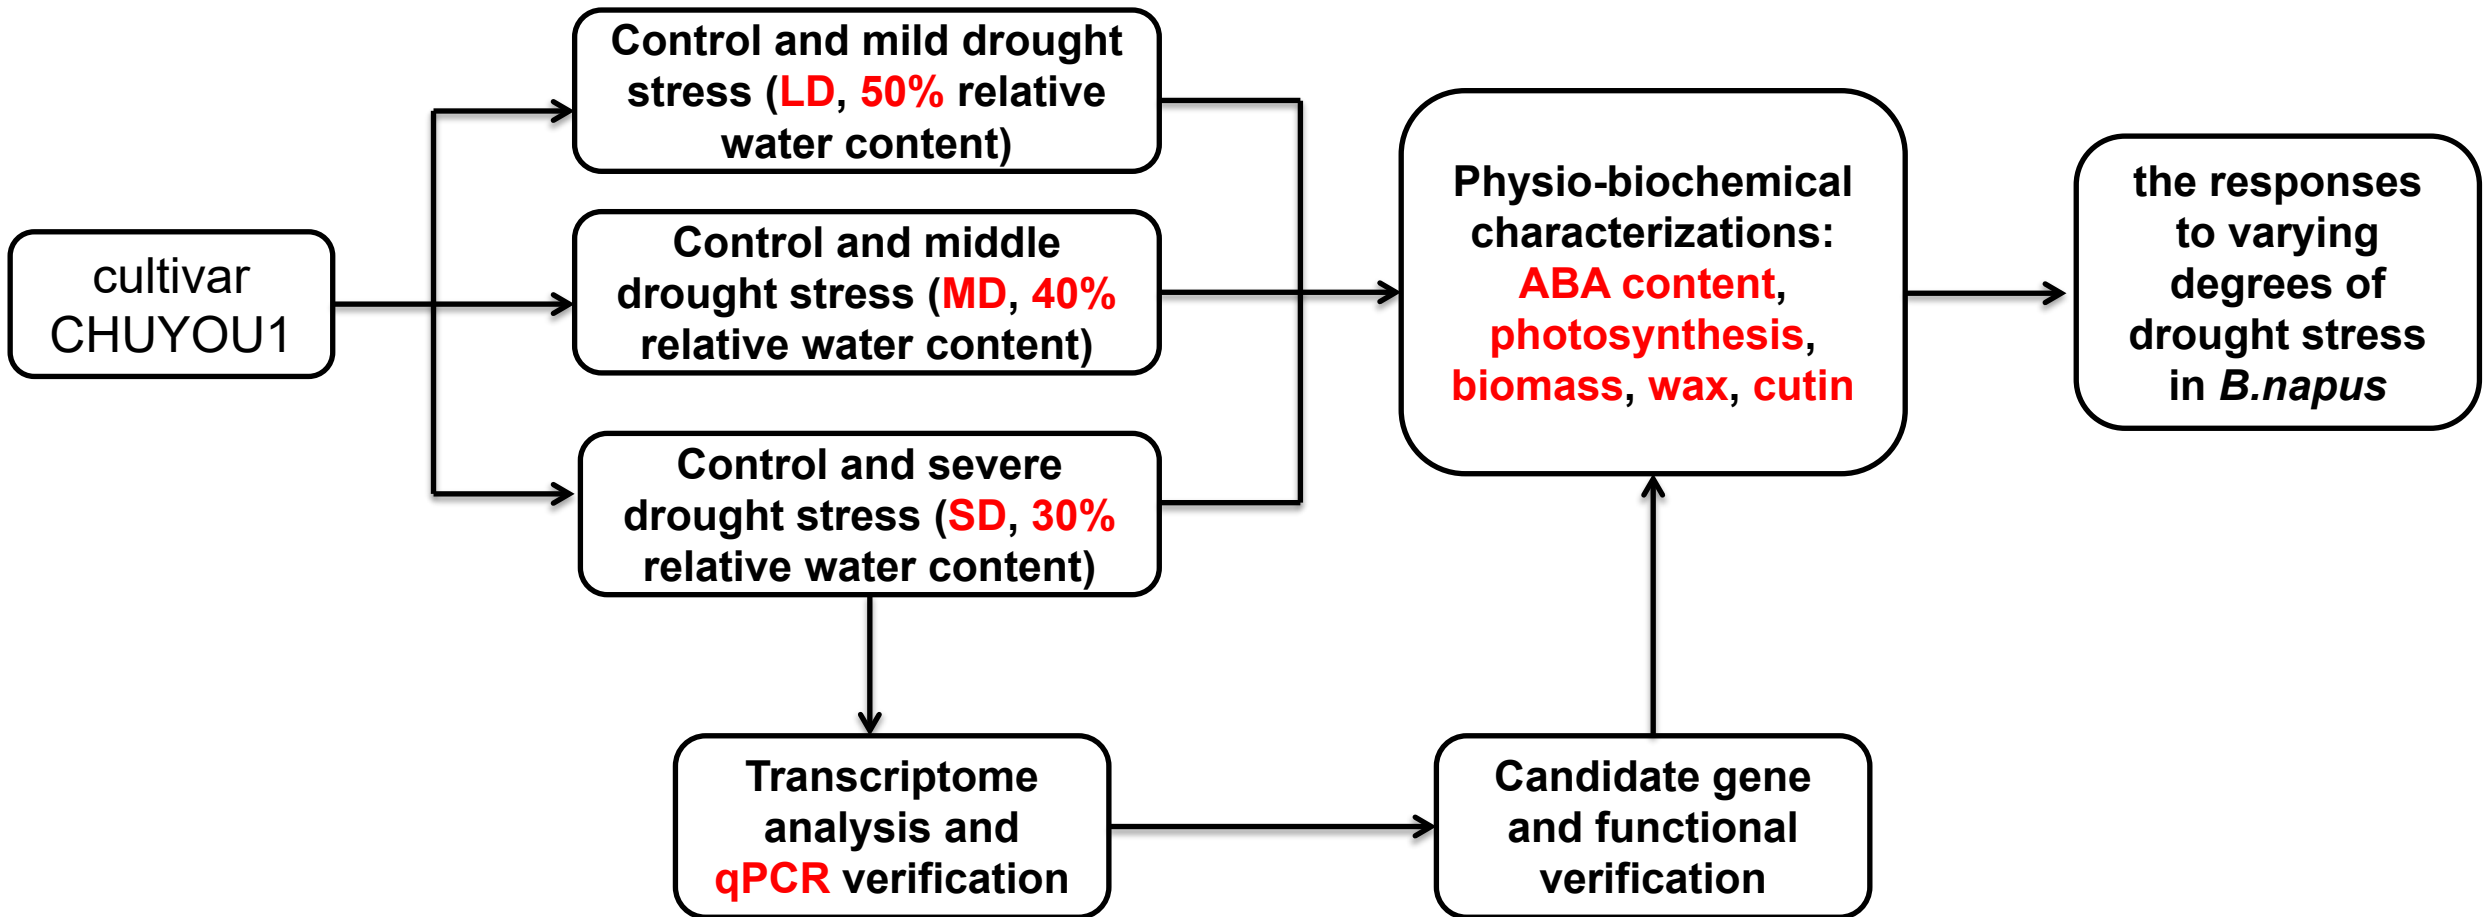 cultivar
CHUYOU1
Control and mild drought
stress (LD, 50% relative
water content)
Control and middle
drought stress (MD, 40%
relative water content)
Control and severe
drought stress (SD, 30%
relative water content)
Physio-biochemical
characterizations:
ABA content,
photosynthesis,
biomass, wax, cutin
the responses
to varying
degrees of
drought stress
in B.napus
Transcriptome
analysis and
qPCR verification
Candidate gene
and functional
verification